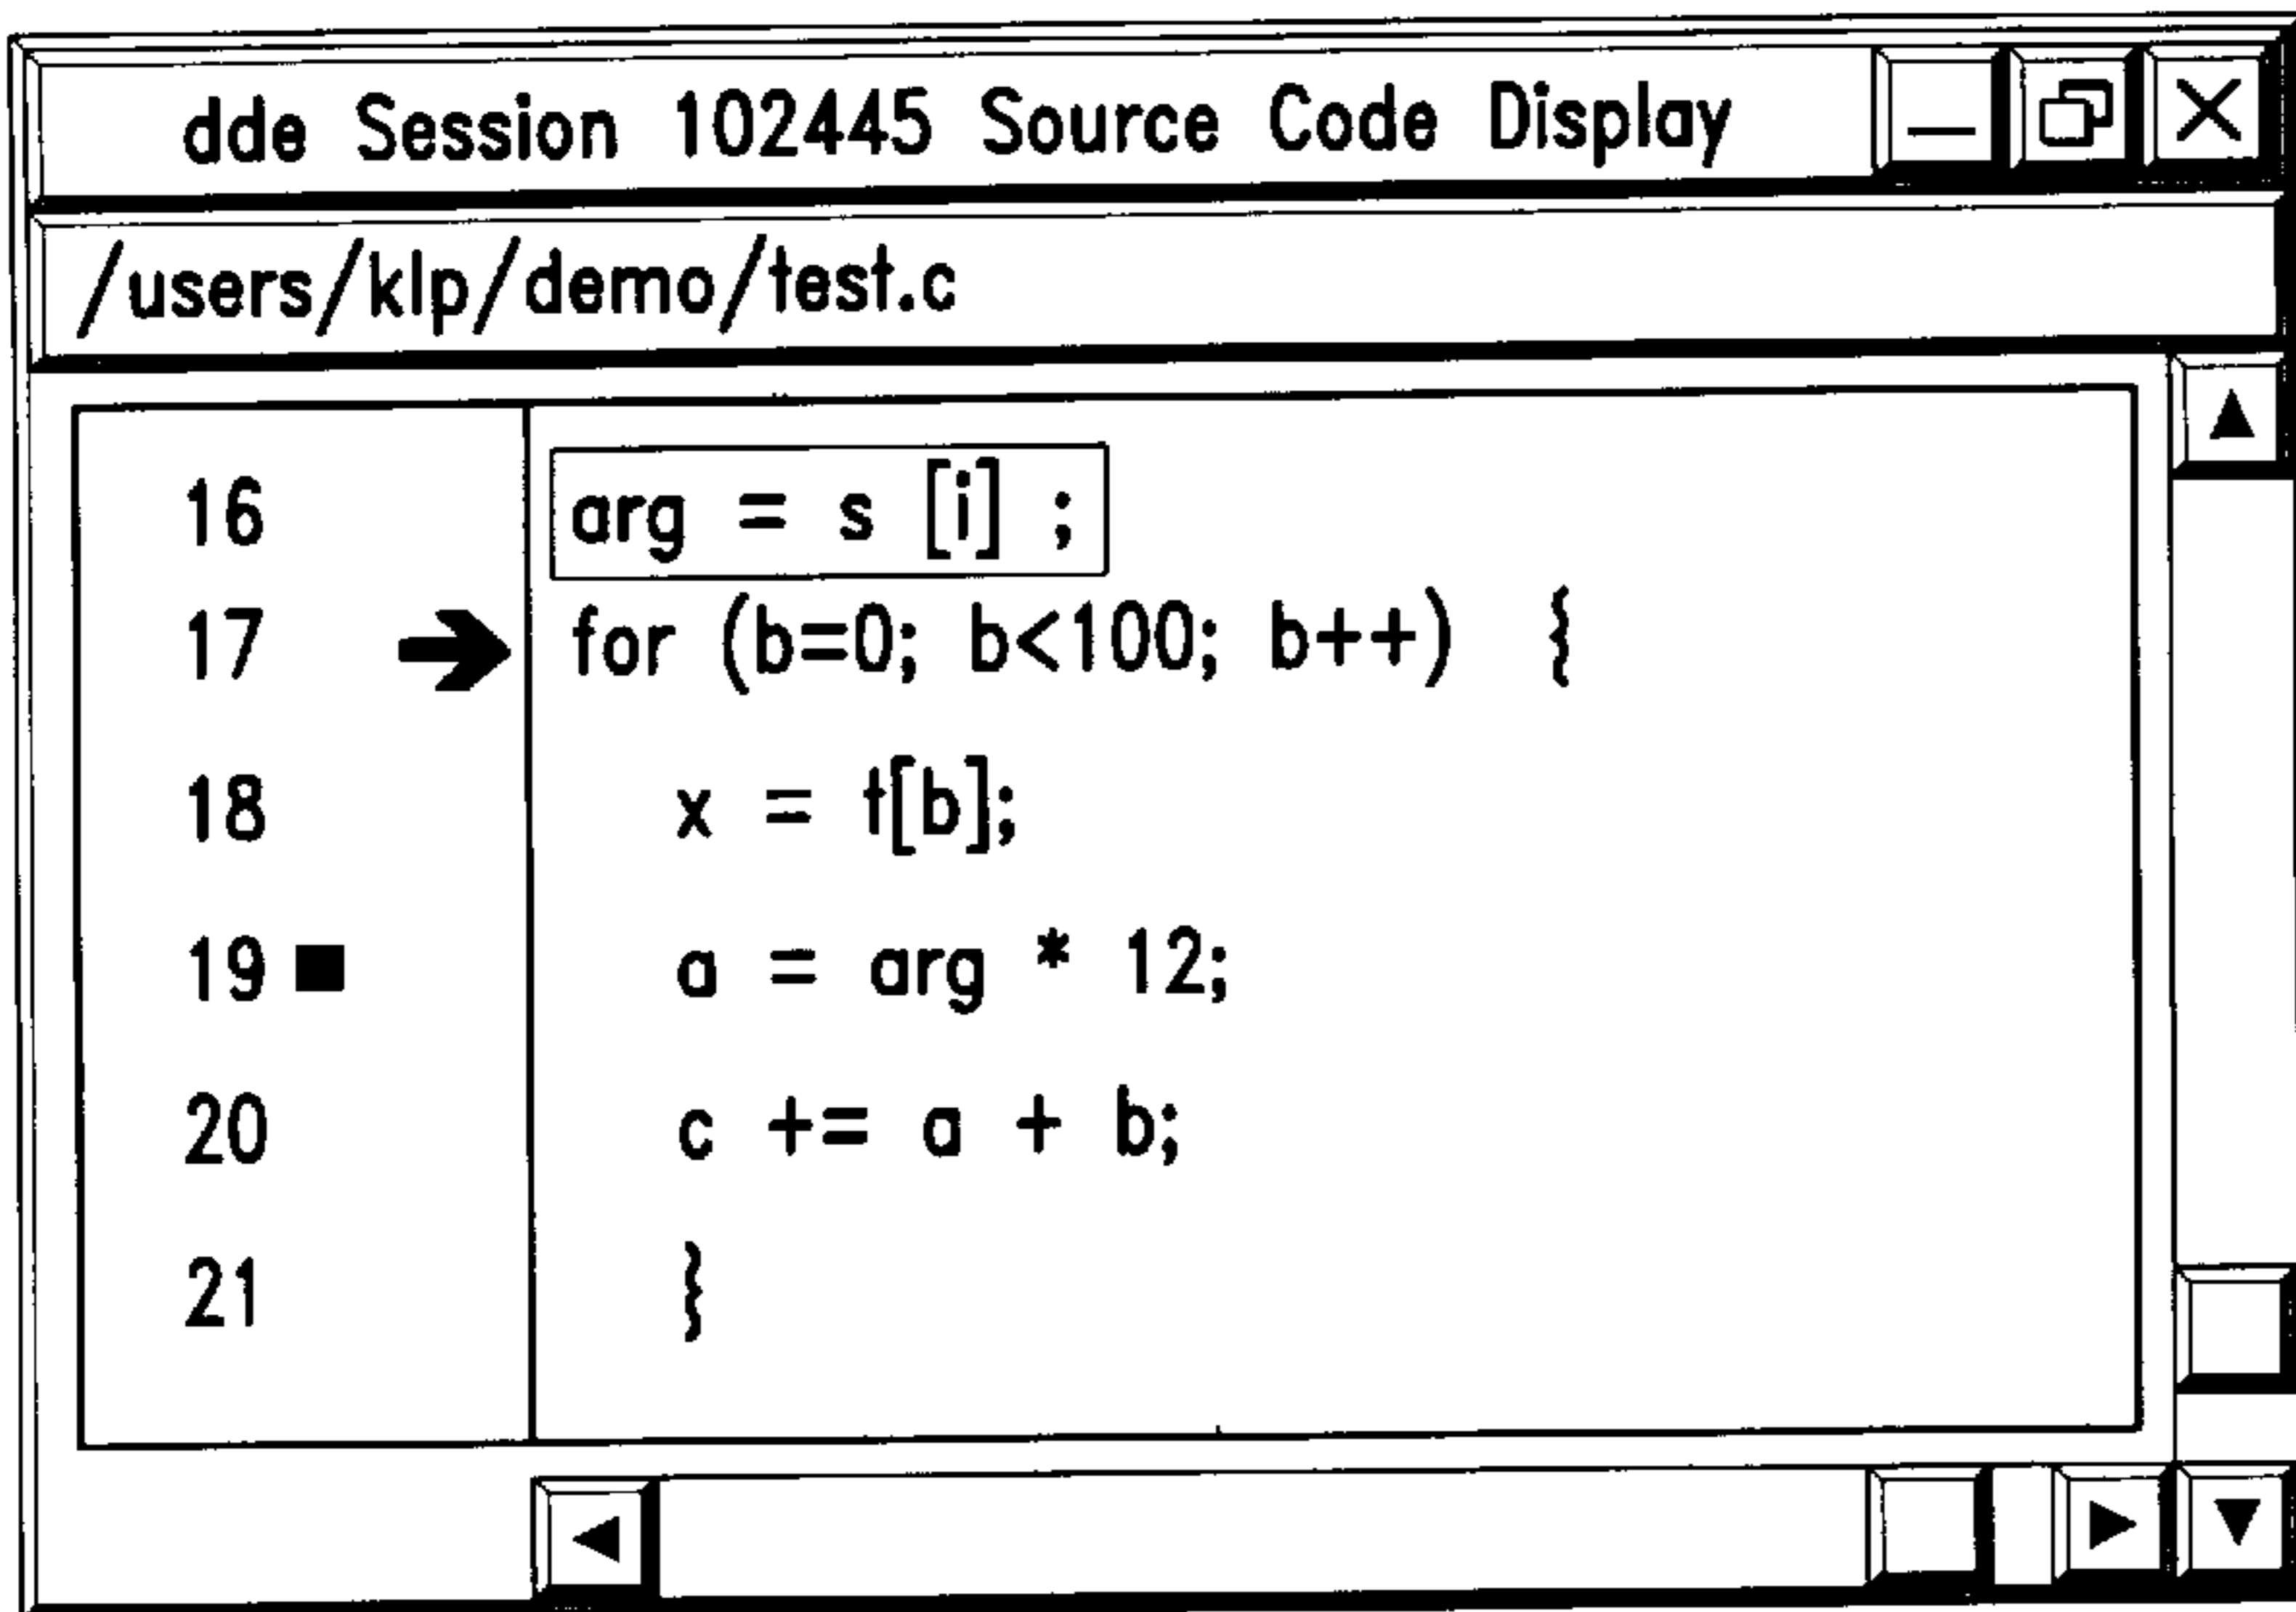 dde Session 102445 Source Code Display
/users/klp/demo/test.c
16 arg = s [i] ;
17 for (b=0; b<100; b++) {
18 x = t[b];
19 a = arg * 12;
20 c += a + b;
21 }